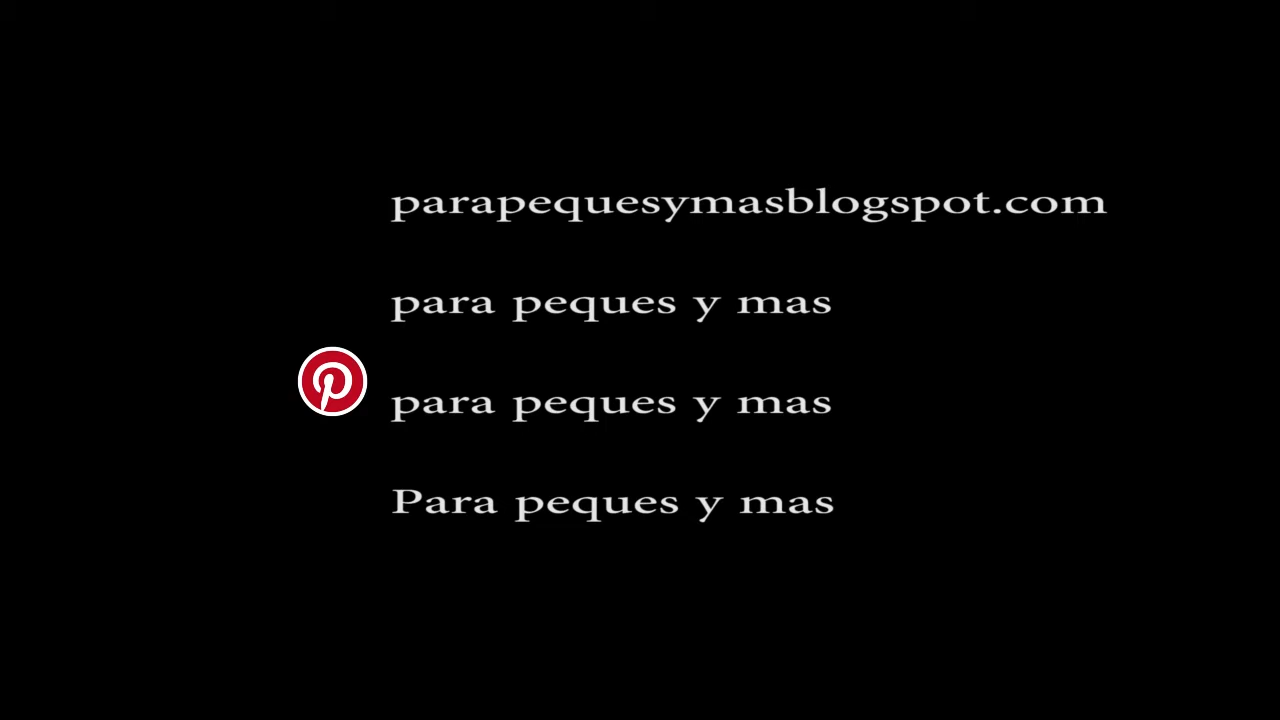 parapequesymasblogspot.com
para peques y mas
para peques y mas
Para peques y mas